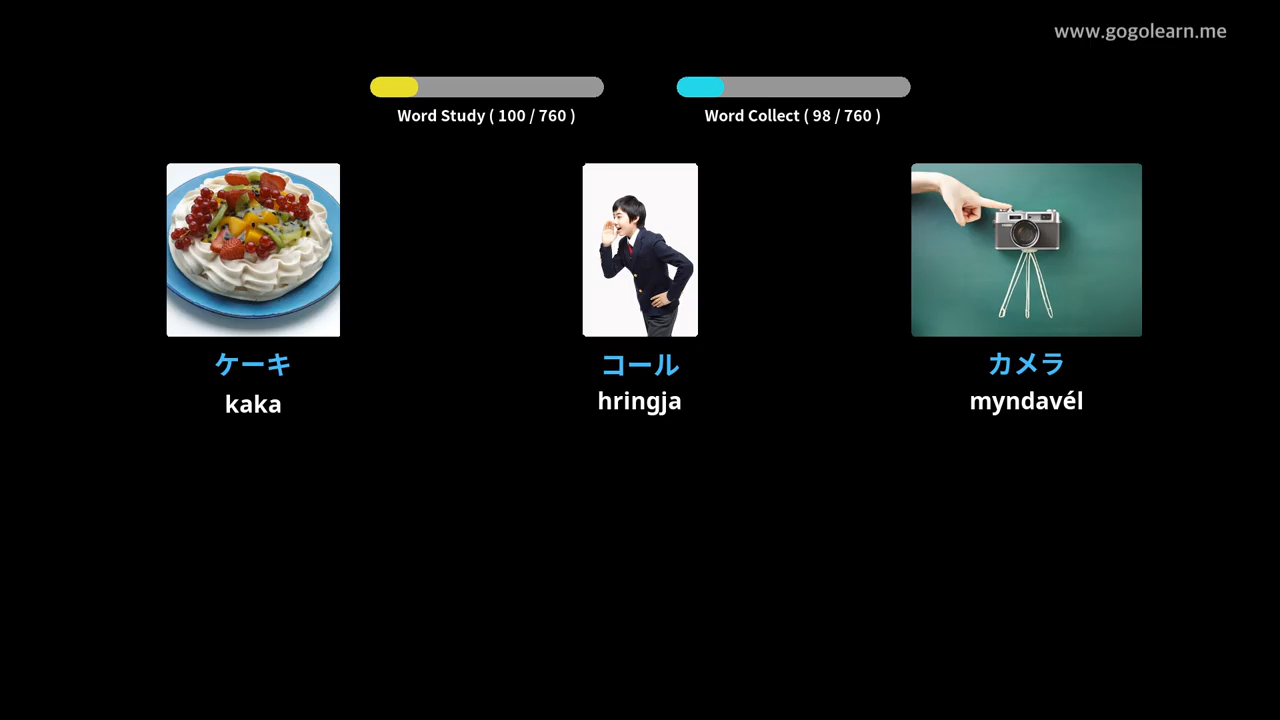 www.gogolearn.me
Word Study ( 100 / 760 )
Word Collect ( 98 / 760 )
ケーキ
kaka
コール
hringja
カメラ
myndavél